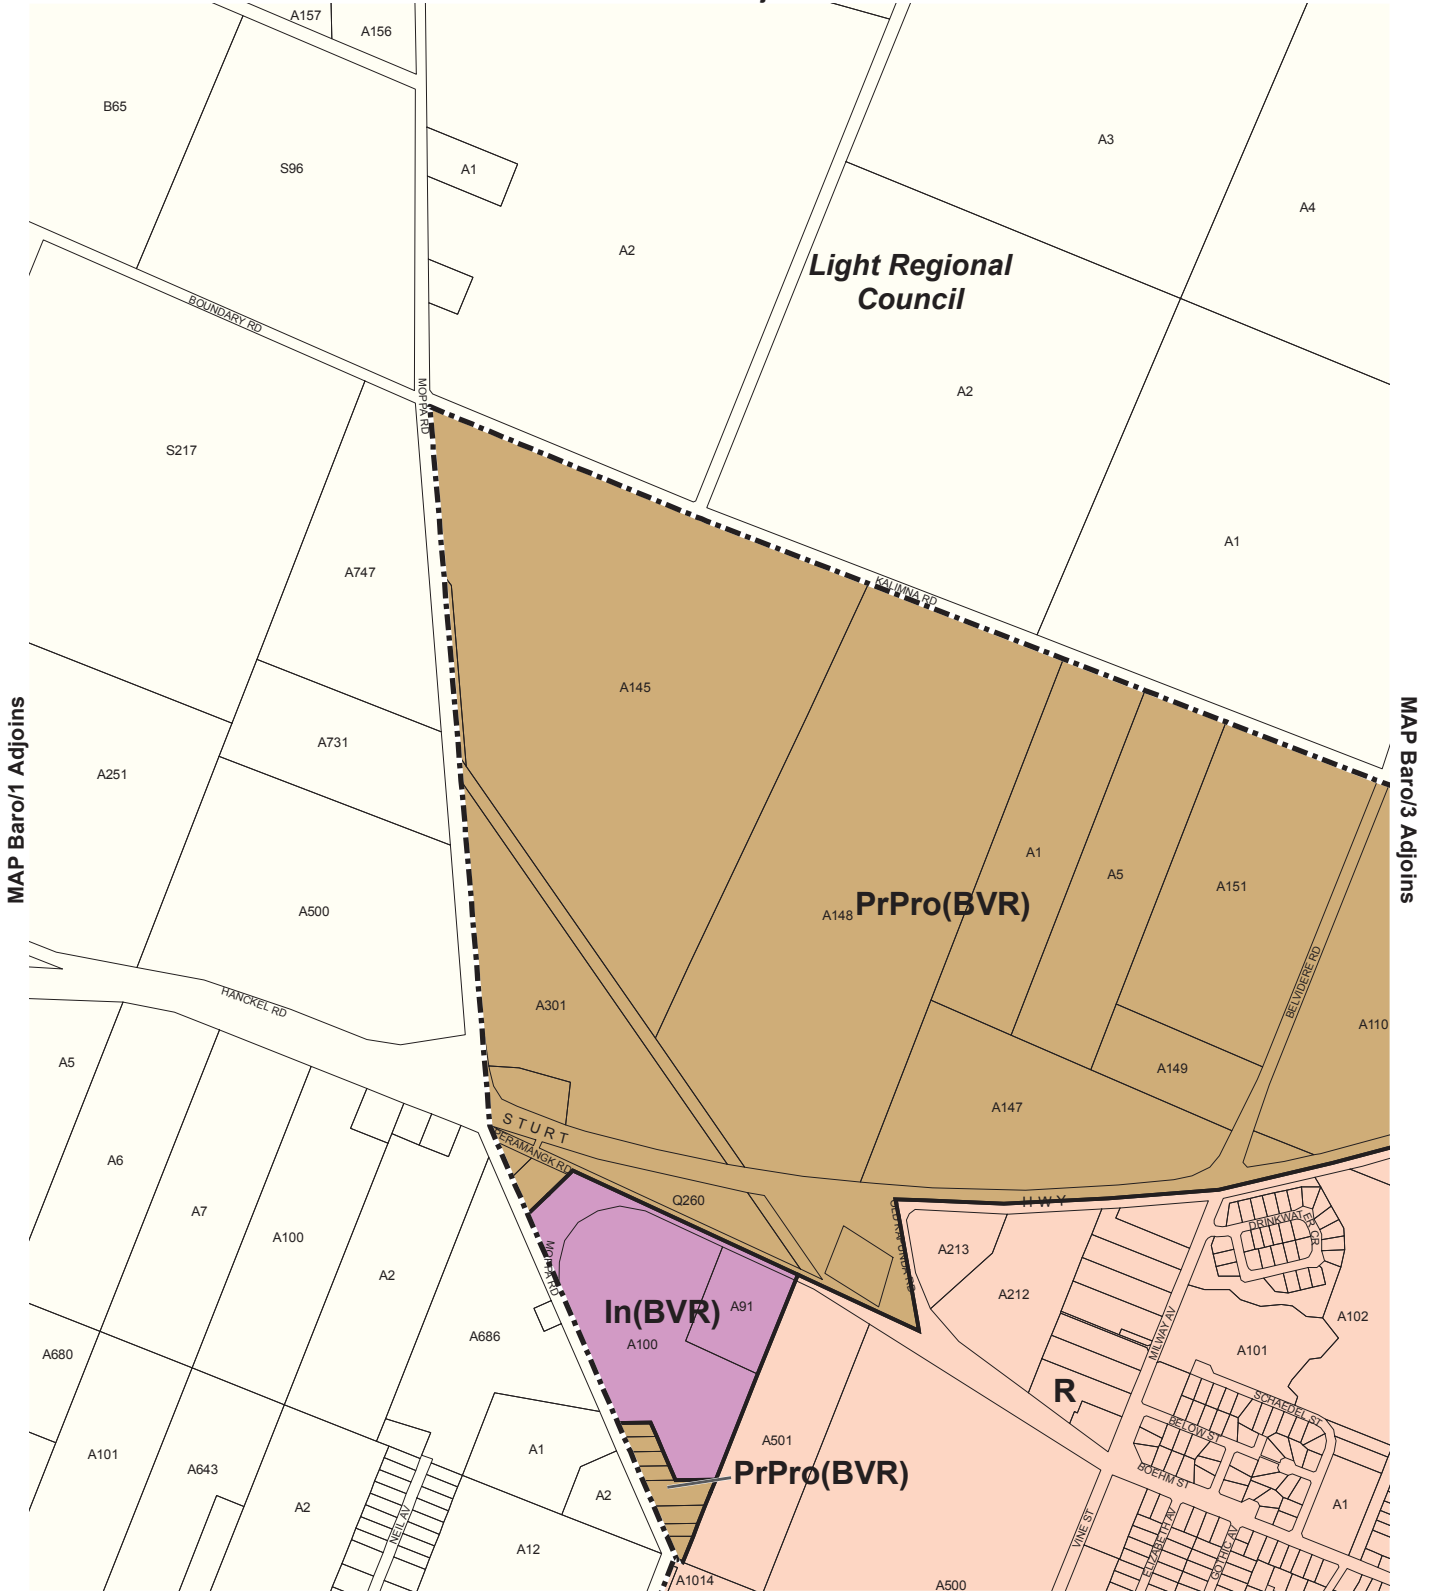 A157
A156
B65
S96
A1
A3
A4
A2
Light Regional
Council
BOUNDARY RD
MOPPA RD
A2
S217
A1
A747
KALIMNA RD
A145
A731
A251
MAP Baro/1 Adjoins
MAP Baro/3 Adjoins
A1
A5
A151
A148
PrPro(BVR)
A500
BELVIDERE RD
HANCKEL RD
A301
A110
A5
A149
A147
STURT
PERAMANGK RD
A6
Q260
HWY
A7
A100
MOPPA RD
DRINKWATER CR
A213
A2
A212
In(BVR)
A91
A686
A100
A102
MILWAY AV
A101
A680
R
SCHAEDEL ST
BELOW ST
A501
A1
A101
A643
PrPro(BVR)
BOEHM ST
A2
A2
A1
NEIL AV
VINE ST
ELIZABETH AV
GOTHIC AV
A12
A1014
A500